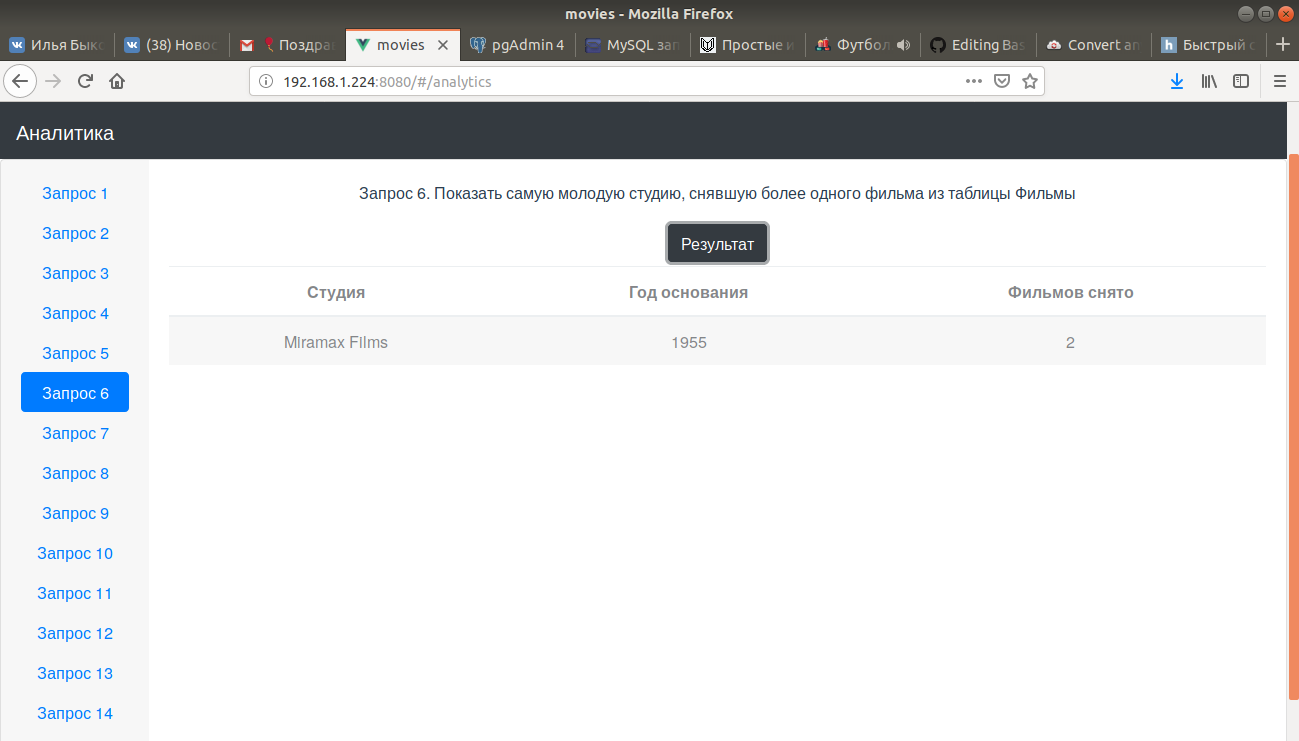 movies - Mozilla Firefox
Илья Бык
(38) Новос
Поздра
movies
pgAdmin 4
MySQL зап
Простые и
Футбол
Editing Bas
Convert an
Быстрый с
192.168.1.224:8080/#/analytics
Аналитика
Запрос 1
Запрос 2
Запрос 3
Запрос 4
Запрос 5
Запрос 6
Запрос 7
Запрос 8
Запрос 9
Запрос 10
Запрос 11
Запрос 12
Запрос 13
Запрос 14
Запрос 6. Показать самую молодую студию, снявшую более одного фильма из таблицы Фильмы
Результат
Студия Год основания Фильмов снято
Miramax Films 1955 2